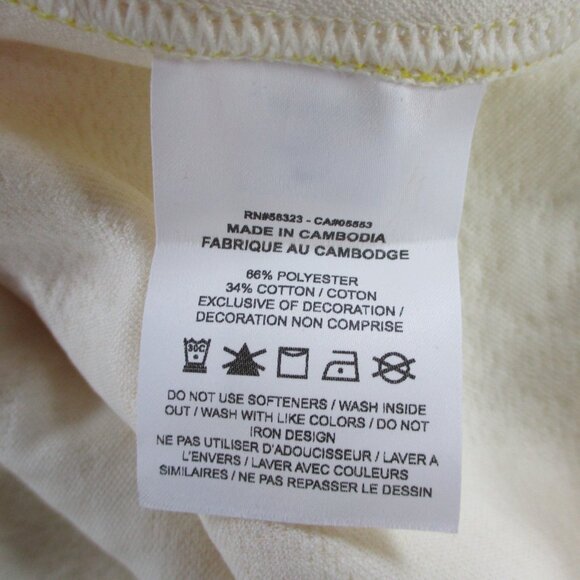 RN#58323 - CA#05553
MADE IN CAMBODIA
FABRIQUE AU CAMBODGE
66% POLYESTER
34% COTTON / COTON
EXCLUSIVE OF DECORATION /
DECORATION NON COMPRISE
30C
DO NOT USE SOFTENERS / WASH INSIDE
OUT / WASH WITH LIKE COLORS / DO NOT
IRON DESIGN
NE PAS UTILISER D'ADOUCISSEUR / LAVER A
L'ENVERS / LAVER AVEC COULEURS
SIMILAIRES / NE PAS REPASSER LE DESSIN